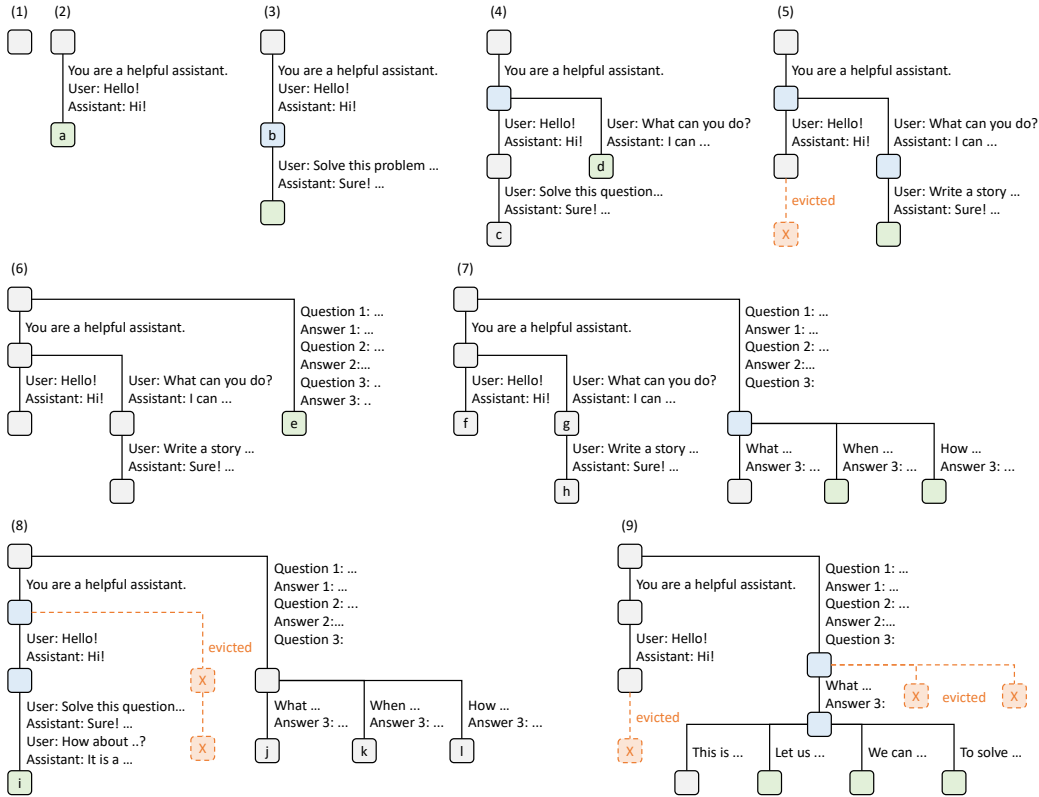 (1)
(2)
You are a helpful assistant.
User: Hello!
Assistant: Hi!
a
(3)
You are a helpful assistant.
User: Hello!
Assistant: Hi!
b
User: Solve this problem ...
Assistant: Sure! ...
(4)
You are a helpful assistant.
User: Hello!
Assistant: Hi!
User: What can you do?
Assistant: I can ...
d
User: Solve this question...
Assistant: Sure! ...
c
(5)
You are a helpful assistant.
User: Hello!
Assistant: Hi!
User: What can you do?
Assistant: I can ...
evicted
X
User: Write a story ...
Assistant: Sure! ...
(6)
You are a helpful assistant.
User: Hello!
Assistant: Hi!
User: What can you do?
Assistant: I can ...
User: Write a story ...
Assistant: Sure! ...
Question 1: ...
Answer 1: ...
Question 2: ...
Answer 2:...
Question 3: ..
Answer 3: ..
e
(7)
You are a helpful assistant.
User: Hello!
Assistant: Hi!
f
User: What can you do?
Assistant: I can ...
g
User: Write a story ...
Assistant: Sure! ...
h
Question 1: ...
Answer 1: ...
Question 2: ...
Answer 2:...
Question 3:
What ...
Answer 3: ...
When ...
Answer 3: ...
How ...
Answer 3: ...
(8)
You are a helpful assistant.
evicted
X
X
User: Hello!
Assistant: Hi!
User: Solve this question...
Assistant: Sure! ...
User: How about ..?
Assistant: It is a ...
i
Question 1: ...
Answer 1: ...
Question 2: ...
Answer 2:...
Question 3:
What ...
Answer 3: ...
j
When ...
Answer 3: ...
k
How ...
Answer 3: ...
l
(9)
You are a helpful assistant.
User: Hello!
Assistant: Hi!
evicted
X
Question 1: ...
Answer 1: ...
Question 2: ...
Answer 2:...
Question 3:
What ...
Answer 3:
X
evicted
X
This is ...
Let us ...
We can ...
To solve ...